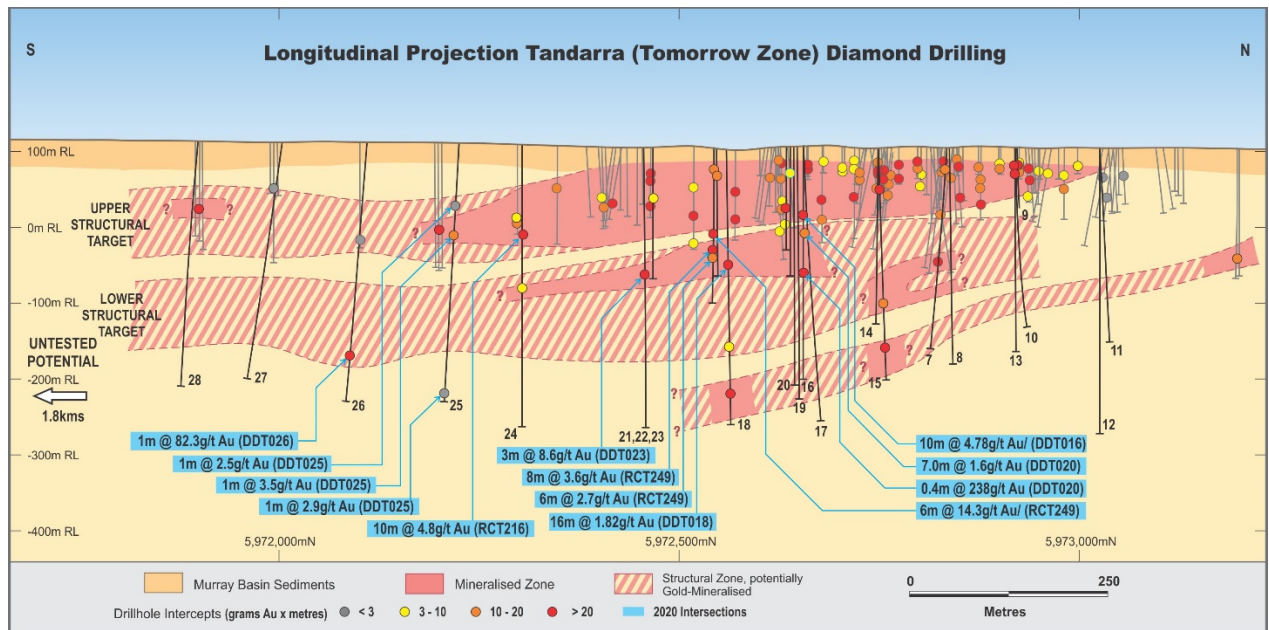 S
Longitudinal Projection Tandarra (Tomorrow Zone) Diamond Drilling
N
100m RL
UPPER
STRUCTURAL
TARGET
0m RL
-100m RL
LOWER
STRUCTURAL
TARGET
UNTESTED
POTENTIAL
-200m RL
1.8kms
-300m RL
-400m RL
?
?
?
?
?
?
?
?
?
?
?
?
?
?
28
27
26
25
24
21,22,23
18
20
16
19
17
14
15
7
8
9
13
10
11
12
1m @ 82.3g/t Au (DDT026)
1m @ 2.5g/t Au (DDT025)
1m @ 3.5g/t Au (DDT025)
1m @ 2.9g/t Au (DDT025)
10m @ 4.8g/t Au (RCT216)
3m @ 8.6g/t Au (DDT023)
8m @ 3.6g/t Au (RCT249)
6m @ 2.7g/t Au (RCT249)
16m @ 1.82g/t Au (DDT018)
10m @ 4.78g/t Au/ (DDT016)
7.0m @ 1.6g/t Au (DDT020)
0.4m @ 238g/t Au (DDT020)
6m @ 14.3g/t Au/ (RCT249)
5,972,000mN
5,972,500mN
5,973,000mN
Murray Basin Sediments
Mineralised Zone
Structural Zone, potentially
Gold-Mineralised
0
250
Metres
Drillhole Intercepts (grams Au x metres)
< 3
3 - 10
10 - 20
> 20
2020 Intersections